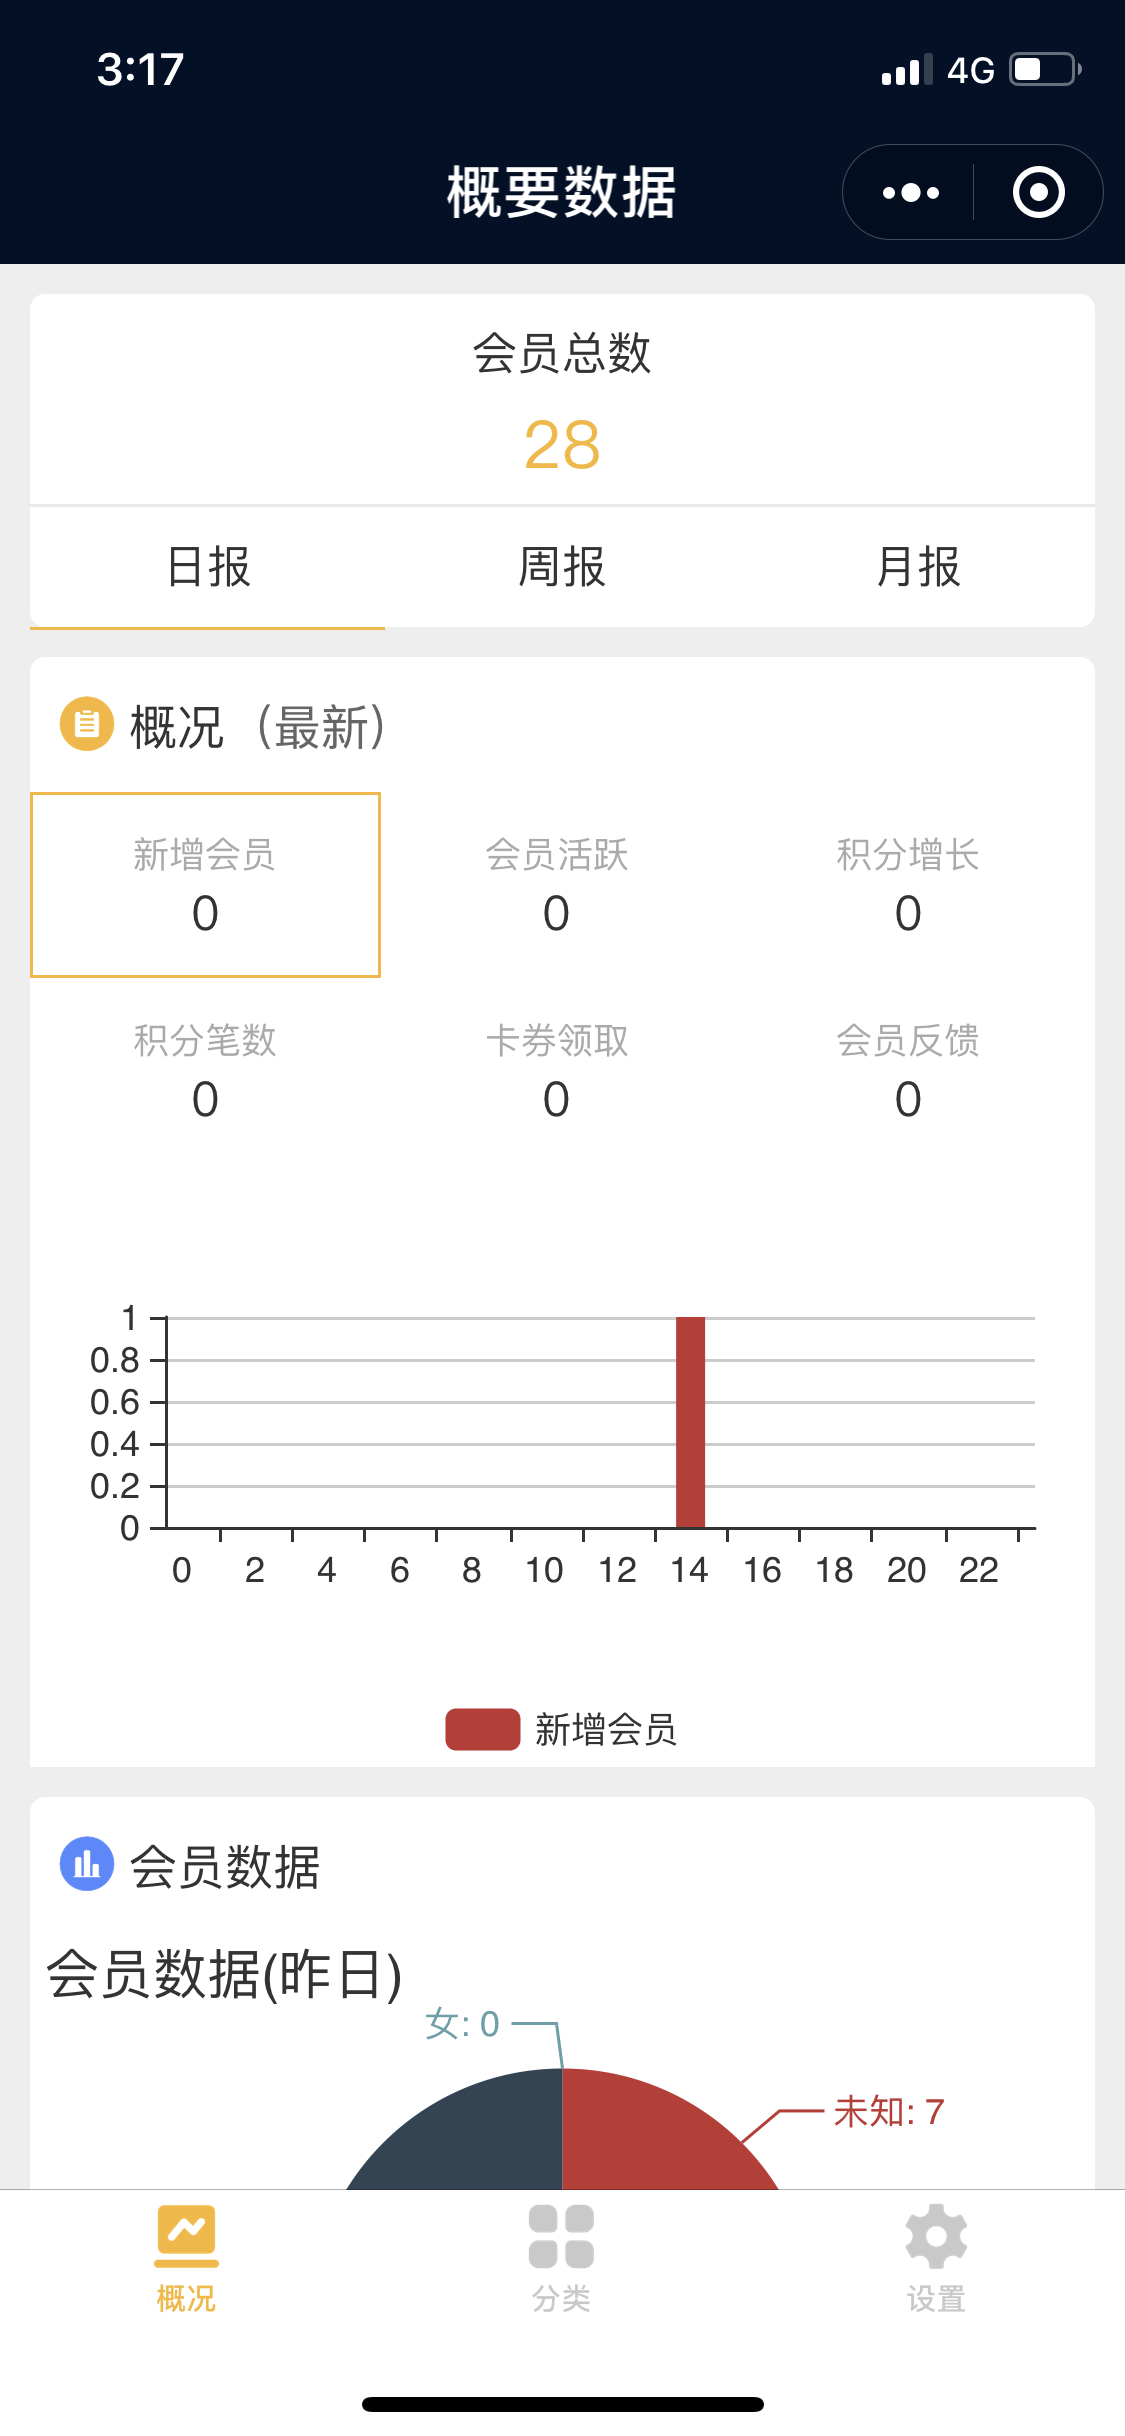 3:17 4G
概要数据
会员总数
28
日报 周报 月报
概况（最新）
新增会员 会员活跃 积分增长
0 0 0
积分笔数 卡券领取 会员反馈
0 0 0
1
0.8
0.6
0.4
0.2
0
0 2 4 6 8 10 12 14 16 18 20 22
新增会员
会员数据
会员数据(昨日)
女: 0
未知: 7
概况 分类 设置